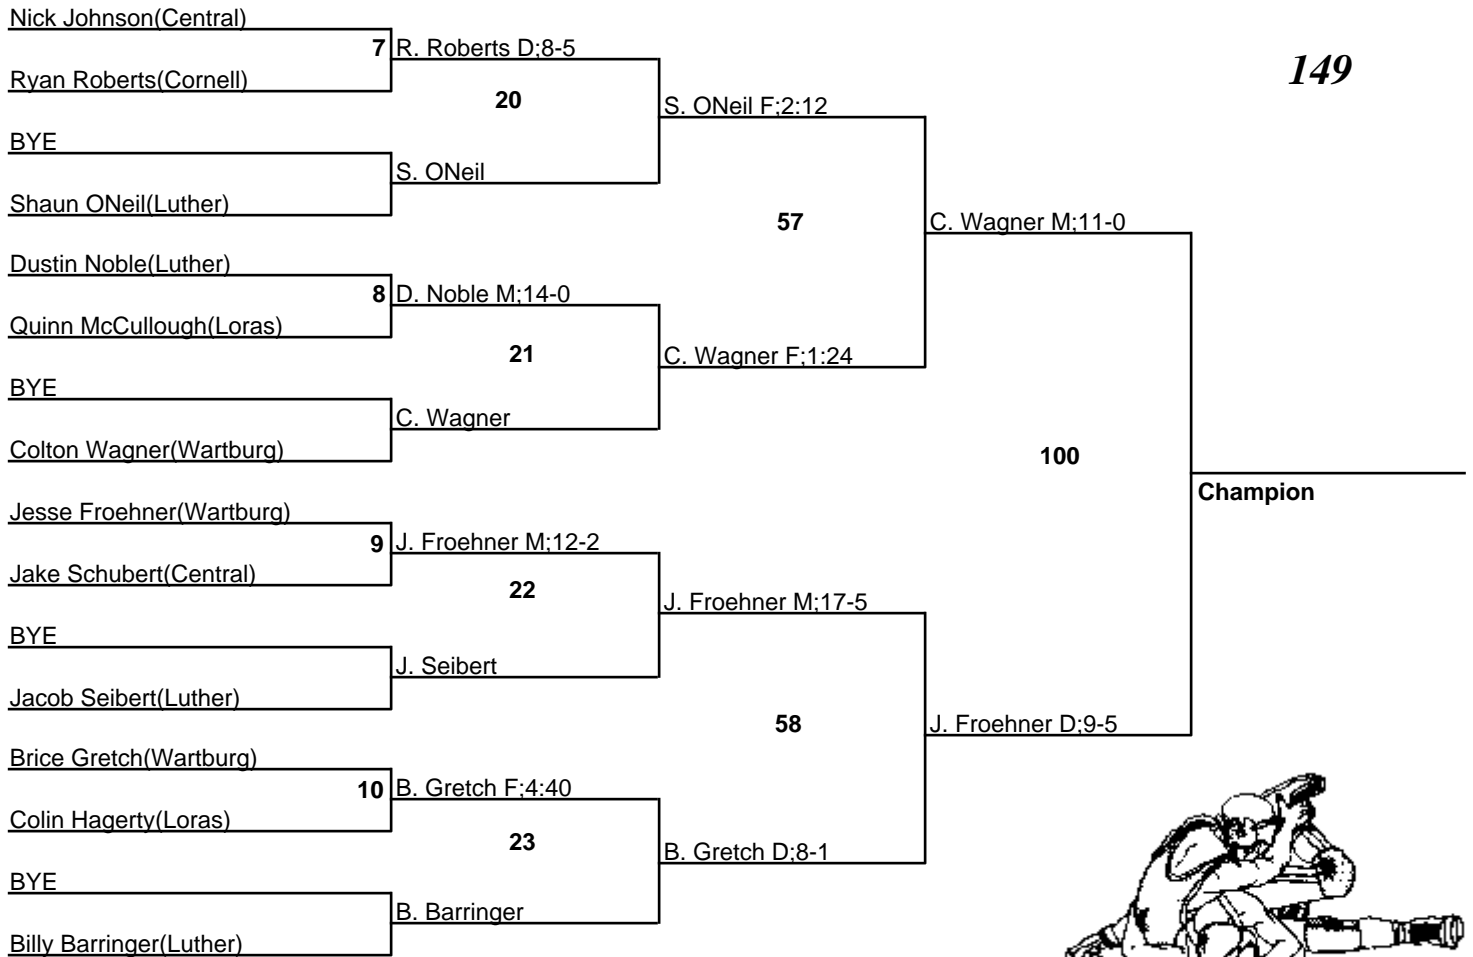 Nick Johnson(Central)
7 R. Roberts D;8-5
149
Ryan Roberts(Cornell)
20
S. ONeil F;2:12
BYE
S. ONeil
Shaun ONeil(Luther)
57
C. Wagner M;11-0
Dustin Noble(Luther)
8 D. Noble M;14-0
Quinn McCullough(Loras)
21
C. Wagner F;1:24
BYE
C. Wagner
Colton Wagner(Wartburg)
100
Champion
Jesse Froehner(Wartburg)
9 J. Froehner M;12-2
Jake Schubert(Central)
22
J. Froehner M;17-5
BYE
J. Seibert
Jacob Seibert(Luther)
58
J. Froehner D;9-5
Brice Gretch(Wartburg)
10 B. Gretch F;4:40
Colin Hagerty(Loras)
23
B. Gretch D;8-1
BYE
B. Barringer
Billy Barringer(Luther)